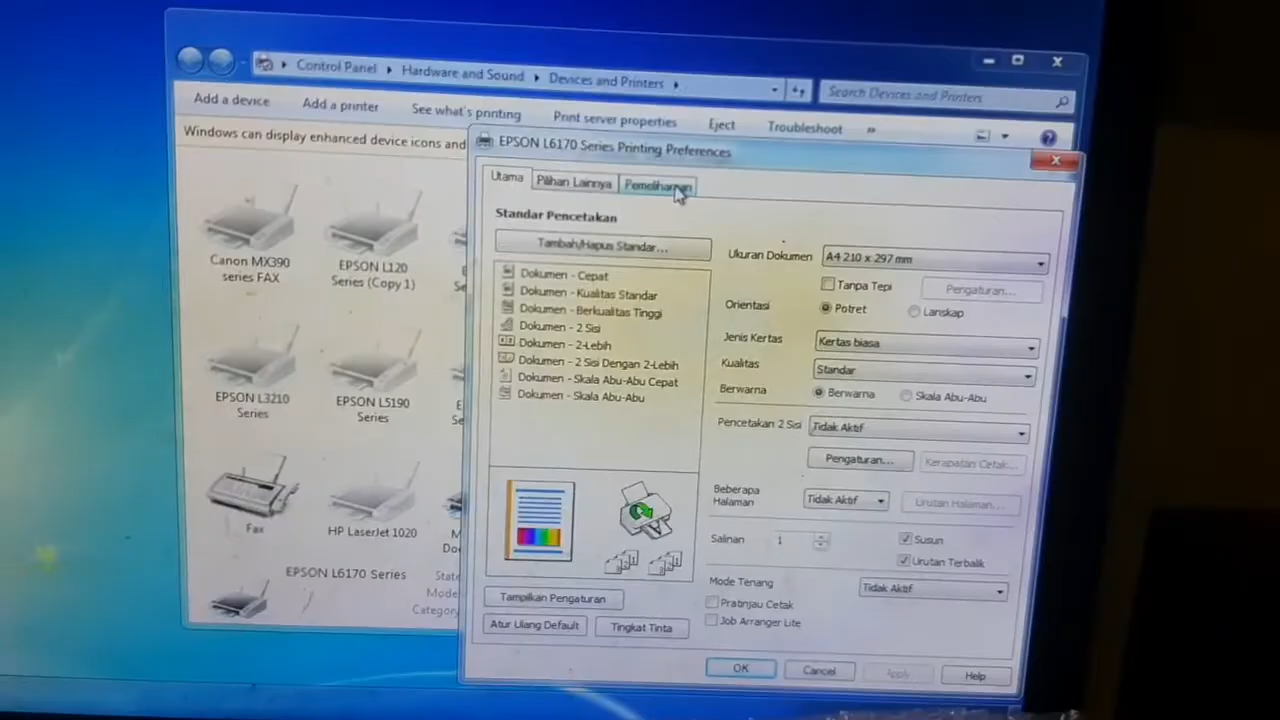 Control Panel ▸ Hardware and Sound ▸ Devices and Printers ▸
Search Devices and Printers
Add a device
Add a printer
See what's printing
Print server properties
Eject
Troubleshoot
»
Windows can display enhanced device icons and
Canon MX390
series FAX
EPSON L120
Series (Copy 1)
EPSON L3210
Series
EPSON L5190
Series
Fax
HP LaserJet 1020
EPSON L6170 Series
State
Mode
Category
EPSON L6170 Series Printing Preferences
Utama
Pilihan Lainnya
Pemeliharaan
Standar Pencetakan
Tambah/Hapus Standar...
Dokumen - Cepat
Dokumen - Kualitas Standar
Dokumen - Berkualitas Tinggi
Dokumen - 2 Sisi
Dokumen - 2-Lebih
Dokumen - 2 Sisi Dengan 2-Lebih
Dokumen - Skala Abu-Abu Cepat
Dokumen - Skala Abu-Abu
Tampilkan Pengaturan
Atur Ulang Default
Tingkat Tinta
Ukuran Dokumen
A4 210 x 297 mm
Tanpa Tepi
Pengaturan...
Orientasi
Potret
Lanskap
Jenis Kertas
Kertas biasa
Kualitas
Standar
Berwarna
Berwarna
Skala Abu-Abu
Pencetakan 2 Sisi
Tidak Aktif
Pengaturan...
Kerapatan Cetak...
Beberapa
Halaman
Tidak Aktif
Urutan Halaman...
Salinan
1
Susun
Urutan Terbalik
Mode Tenang
Tidak Aktif
Pratinjau Cetak
Job Arranger Lite
OK
Cancel
Apply
Help